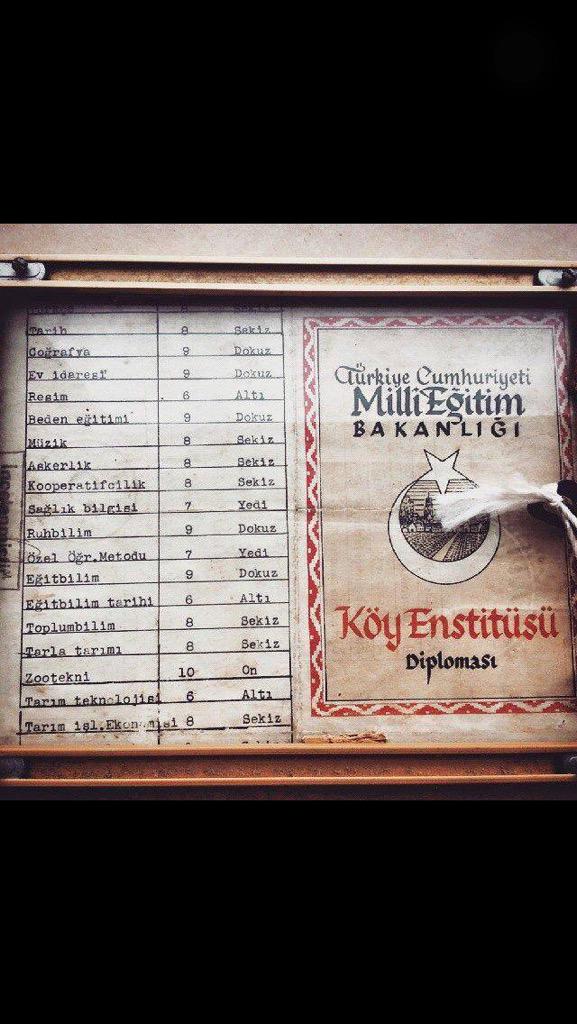 Tarih 8 Sekiz
Coğrafya 9 Dokuz
Ev idaresi 9 Dokuz
Resim 6 Altı
Beden eğitimi 9 Dokuz
Müzik 8 Sekiz
Askerlik 8 Sekiz
Kooperatifcilik 8 Sekiz
Sağlık bilgisi 7 Yedi
Ruhbilim 9 Dokuz
Özel Öğr.Metodu 7 Yedi
Eğitbilim 9 Dokuz
Eğitbilim tarihi 6 Altı
Toplumbilim 8 Sekiz
Tarla tarımı 8 Sekiz
Zootekni 10 On
Tarım teknolojisi 6 Altı
Tarım işl.Ekonomisi 8 Sekiz
Türkiye Cumhuriyeti
Milli Eğitim
BAKANLIĞI
Köy Enstitüsü
Diploması